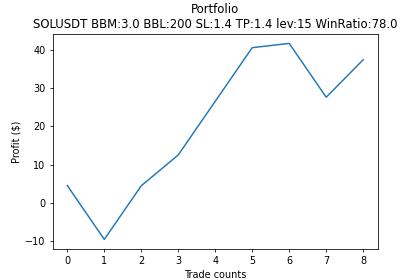 Portfolio
SOLUSDT BBM:3.0 BBL:200 SL:1.4 TP:1.4 lev:15 WinRatio:78.0
Profit ($)
40
30
20
10
0
−10
0 1 2 3 4 5 6 7 8
Trade counts